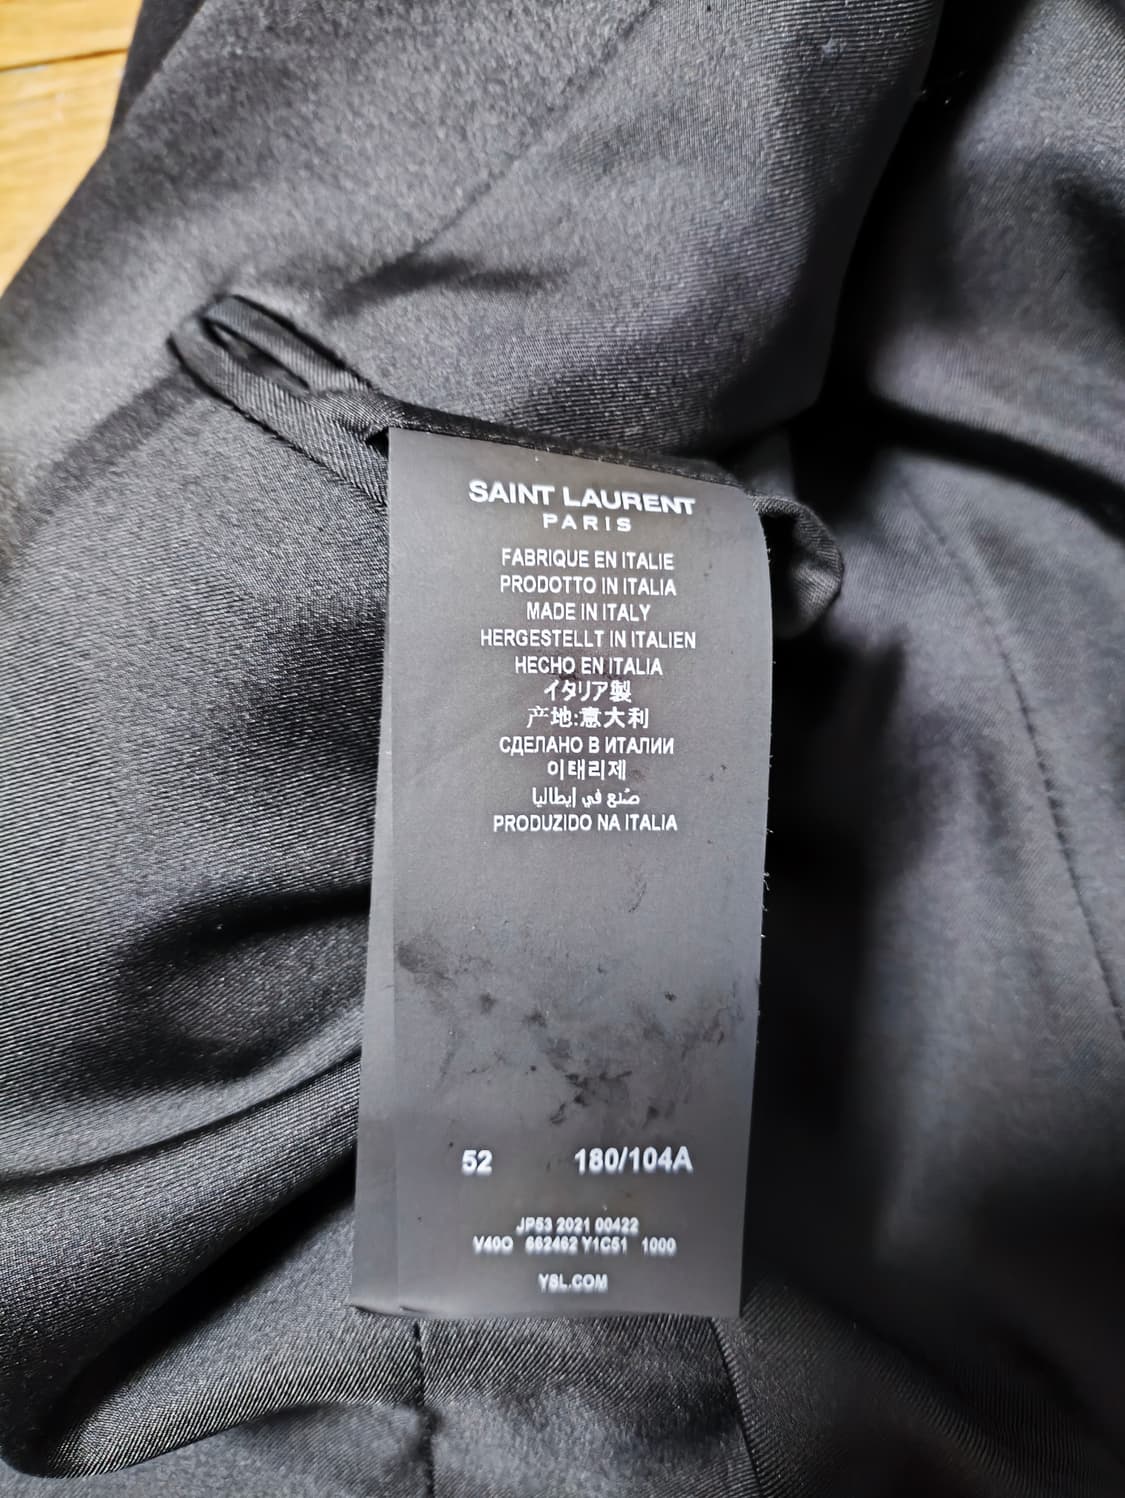 SAINT LAURENT
PARIS
FABRIQUE EN ITALIE
PRODOTTO IN ITALIA
MADE IN ITALY
HERGESTELLT IN ITALIEN
HECHO EN ITALIA
イタリア製
产地:意大利
СДЕЛАНО В ИТАЛИИ
이태리제
صُنع في إيطاليا
PRODUZIDO NA ITALIA
52 180/104A
JP53 2021 00422
V40O 662462 Y1C51 1000
YSL.COM